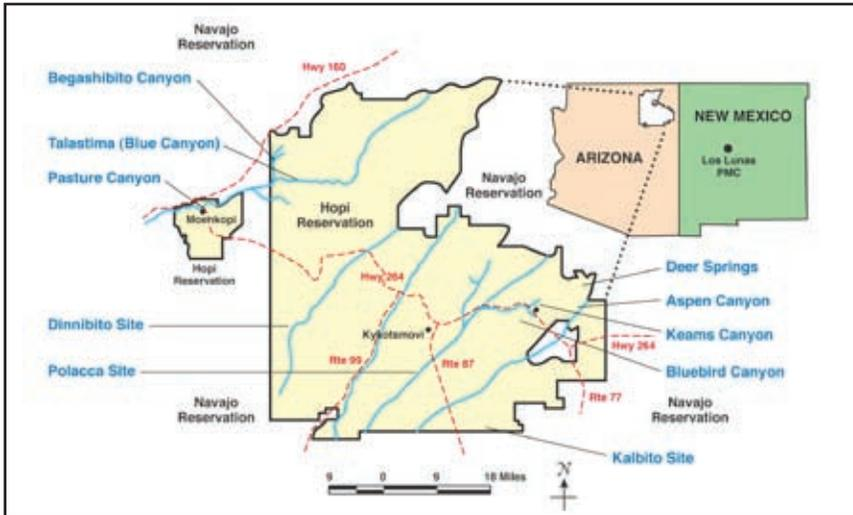 Navajo
Reservation
Hwy 160
Begashibito Canyon
Talastima (Blue Canyon)
Pasture Canyon
Moenkopi
Hopi
Reservation
Hopi
Reservation
Navajo
Reservation
ARIZONA
NEW MEXICO
Los Lunas
PMC
Deer Springs
Aspen Canyon
Keams Canyon
Hwy 264
Bluebird Canyon
Hwy 264
Kykotsmovi
Dinnibito Site
Polacca Site
Rte 99
Rte 87
Rte 77
Navajo
Reservation
Navajo
Reservation
Kalbito Site
9 0 9 18 Miles
N